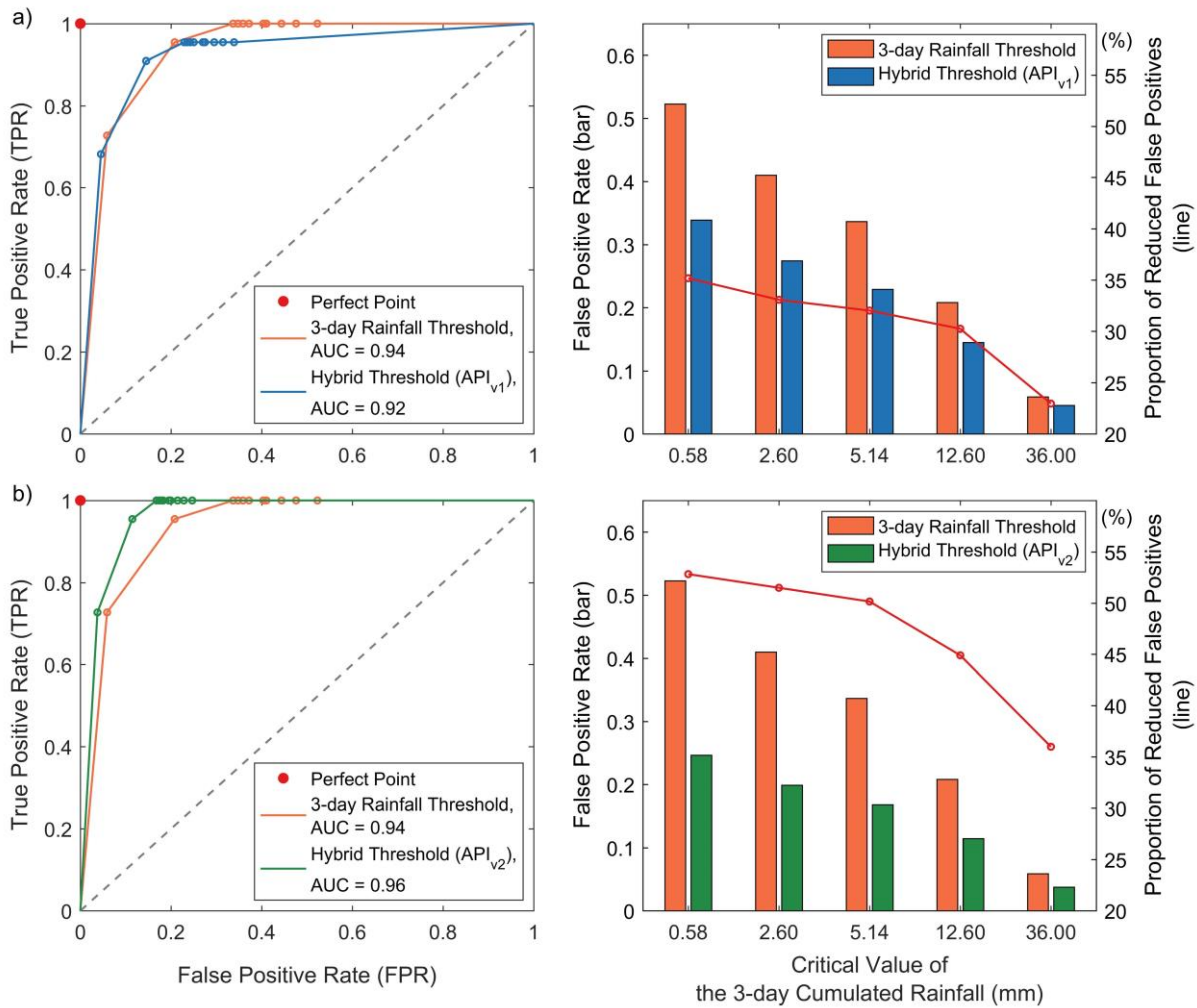 a)
True Positive Rate (TPR)
1
0.8
0.6
0.4
0.2
0
0
0.2
0.4
0.6
0.8
1
Perfect Point
3-day Rainfall Threshold,
AUC = 0.94
Hybrid Threshold (API_v1),
AUC = 0.92
False Positive Rate (bar)
0.6
0.5
0.4
0.3
0.2
0.1
0
0.58
2.60
5.14
12.60
36.00
3-day Rainfall Threshold
Hybrid Threshold (API_v1)
(%)
55
50
45
40
35
30
25
20
Proportion of Reduced False Positives
(line)
b)
True Positive Rate (TPR)
1
0.8
0.6
0.4
0.2
0
0
0.2
0.4
0.6
0.8
1
False Positive Rate (FPR)
Perfect Point
3-day Rainfall Threshold,
AUC = 0.94
Hybrid Threshold (API_v2),
AUC = 0.96
False Positive Rate (bar)
0.6
0.5
0.4
0.3
0.2
0.1
0
0.58
2.60
5.14
12.60
36.00
Critical Value of
the 3-day Cumulated Rainfall (mm)
3-day Rainfall Threshold
Hybrid Threshold (API_v2)
(%)
55
50
45
40
35
30
25
20
Proportion of Reduced False Positives
(line)